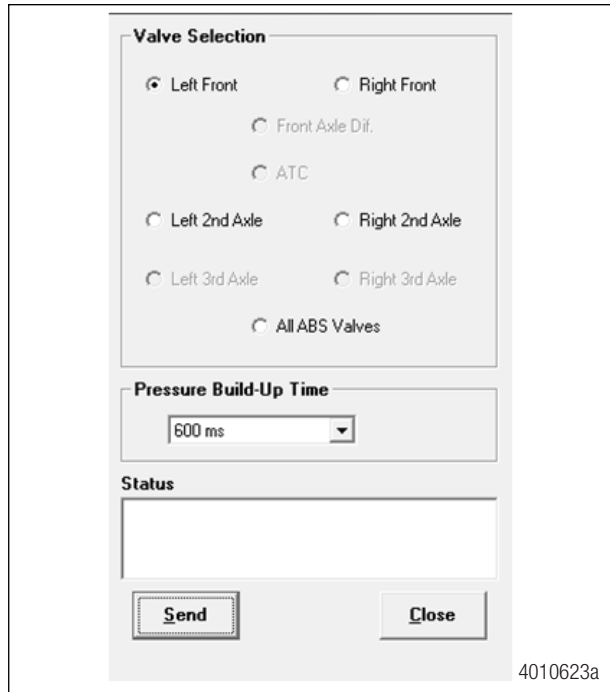 Valve Selection
Left Front Right Front
Front Axle Dif.
ATC
Left 2nd Axle Right 2nd Axle
Left 3rd Axle Right 3rd Axle
All ABS Valves
Pressure Build-Up Time
600 ms
Status
Send Close
4010623a